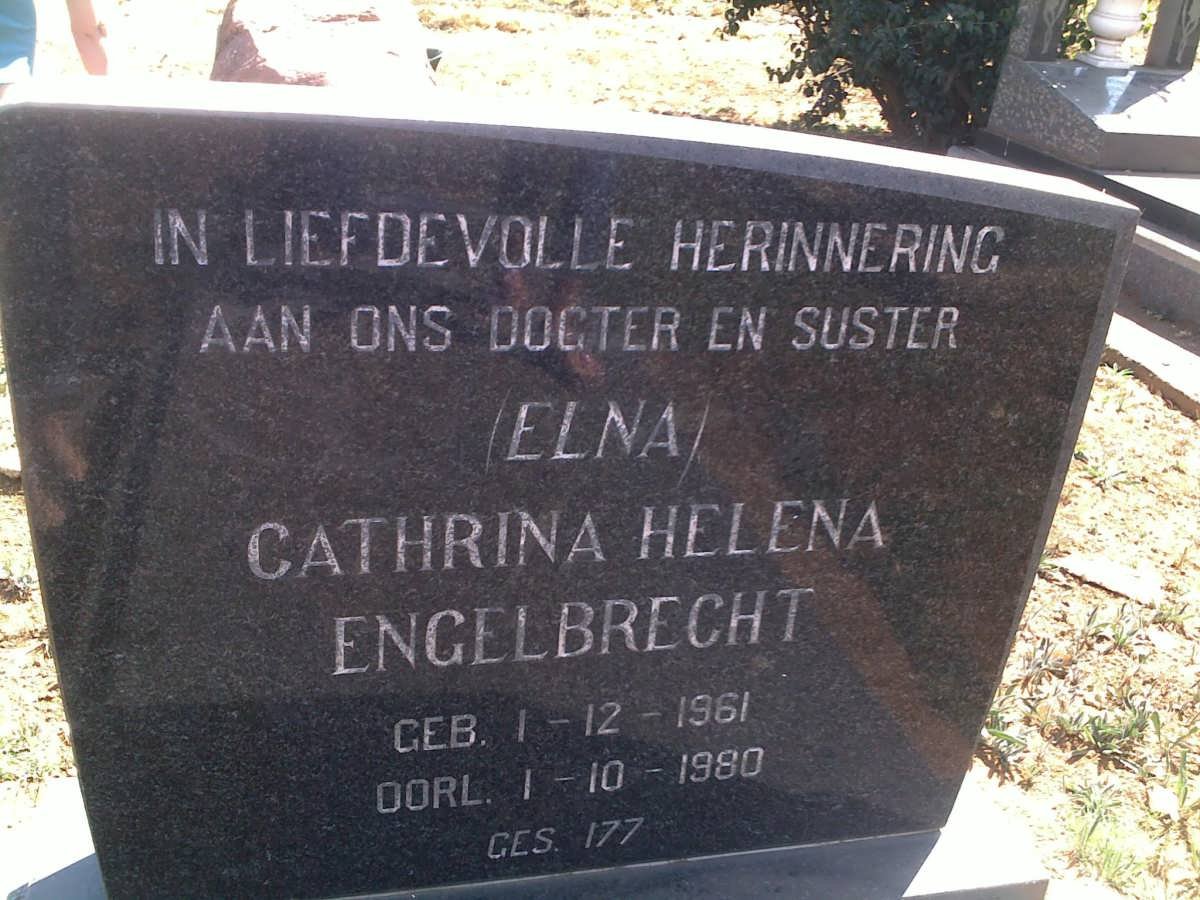 IN LIEFDEVOLLE HERINNERING
AAN ONS DOGTER EN SUSTER
(ELNA)
CATHRINA HELENA
ENGELBRECHT
GEB. 1-12-1961
OORL. 1-10-1980
GES. 177